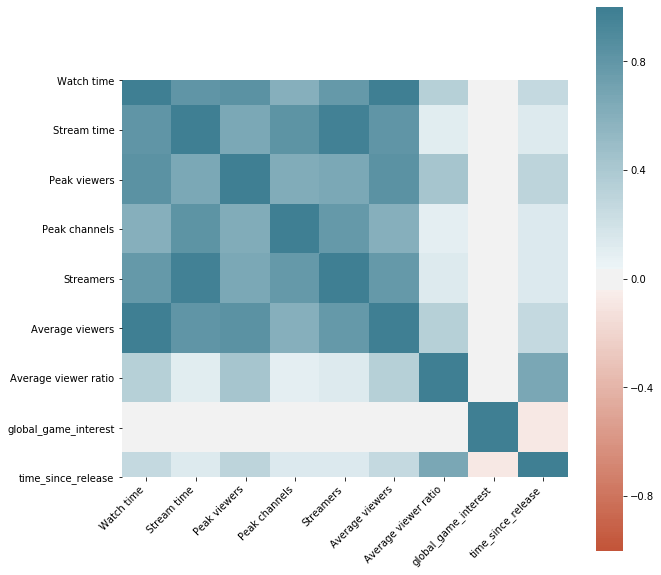 Watch time
Stream time
Peak viewers
Peak channels
Streamers
Average viewers
Average viewer ratio
global_game_interest
time_since_release
Watch time
Stream time
Peak viewers
Peak channels
Streamers
Average viewers
Average viewer ratio
global_game_interest
time_since_release
0.8
0.4
0.0
−0.4
−0.8